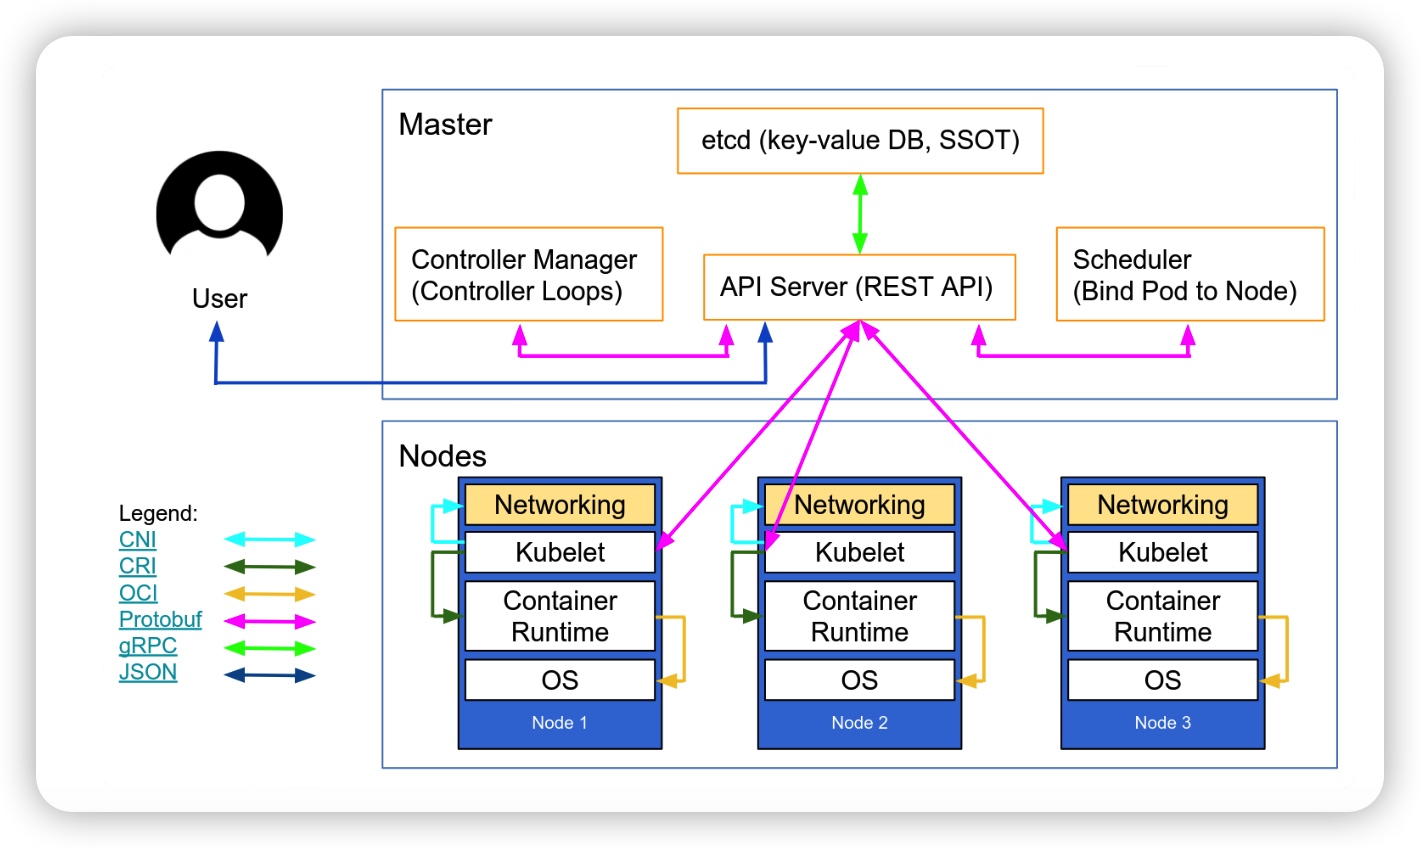 Master
etcd (key-value DB, SSOT)
Controller Manager
(Controller Loops)
API Server (REST API)
Scheduler
(Bind Pod to Node)
User
Nodes
Networking
Kubelet
Container
Runtime
OS
Node 1
Networking
Kubelet
Container
Runtime
OS
Node 2
Networking
Kubelet
Container
Runtime
OS
Node 3
Legend:
CNI
CRI
OCI
Protobuf
gRPC
JSON